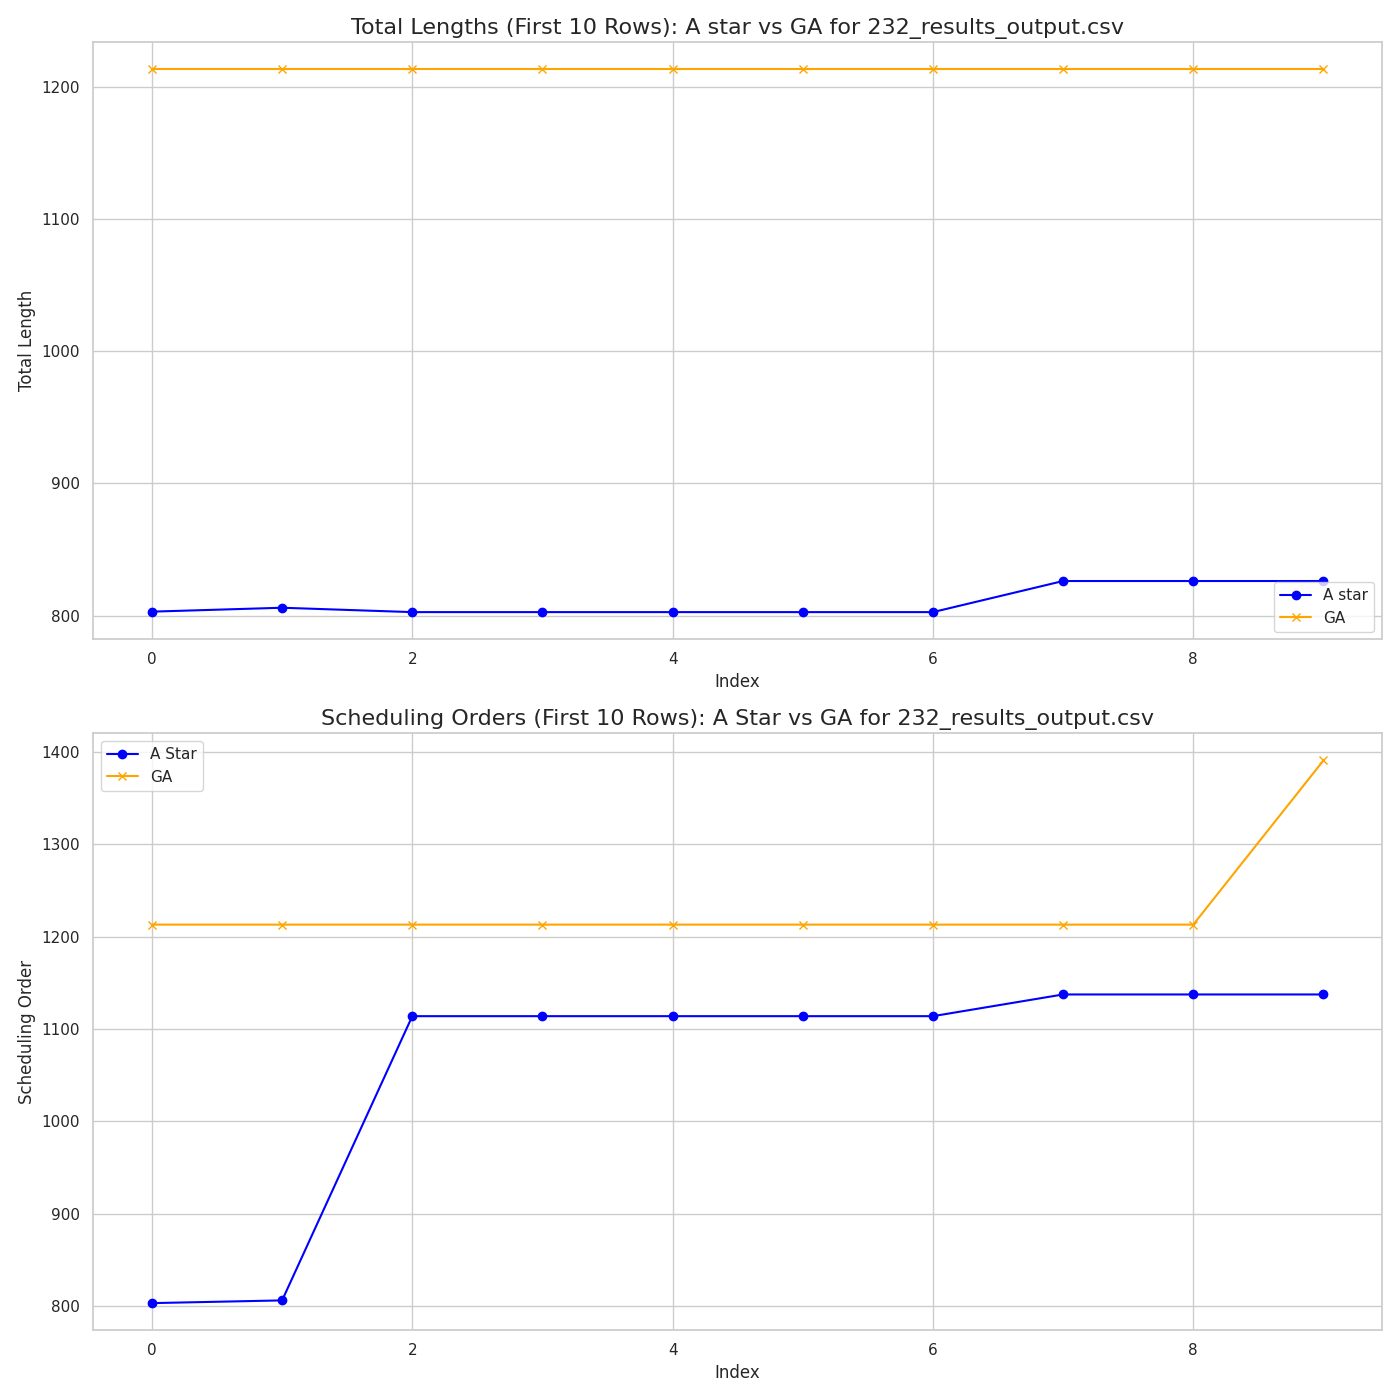 Total Lengths (First 10 Rows): A star vs GA for 232_results_output.csv
1200
1100
1000
900
800
Total Length
0 2 4 6 8
Index
A star
GA
Scheduling Orders (First 10 Rows): A Star vs GA for 232_results_output.csv
A Star
GA
1400
1300
1200
1100
1000
900
800
Scheduling Order
0 2 4 6 8
Index